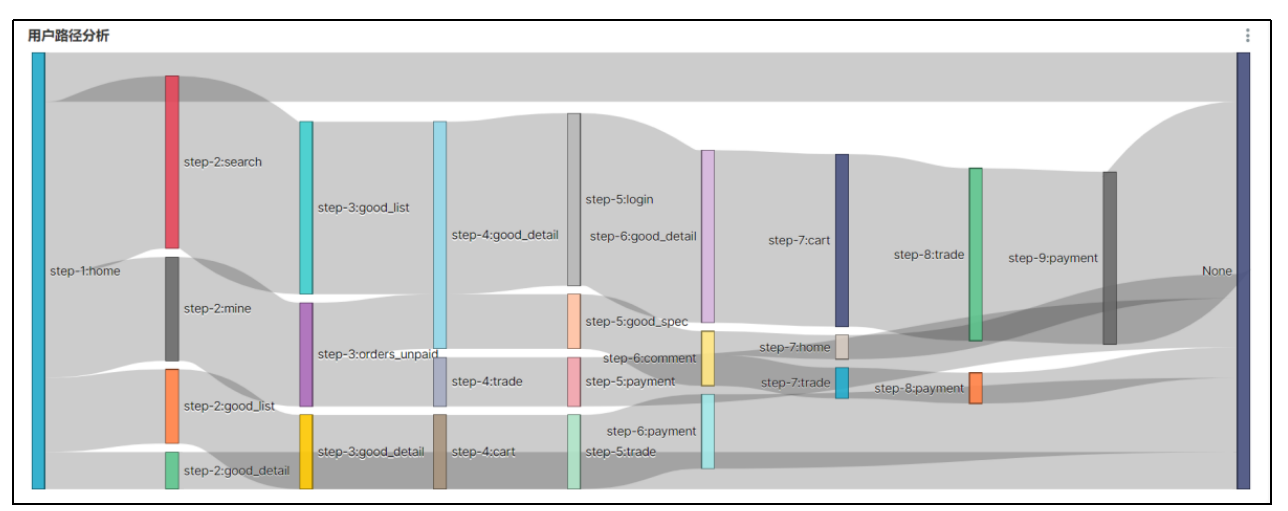 用户路径分析
step-1:home
step-2:search
step-2:mine
step-2:good_list
step-2:good_detail
step-3:good_list
step-3:orders_unpaid
step-3:good_detail
step-4:good_detail
step-4:trade
step-4:cart
step-5:login
step-5:good_spec
step-5:payment
step-5:trade
step-6:good_detail
step-6:comment
step-6:payment
step-7:cart
step-7:home
step-7:trade
step-8:trade
step-8:payment
step-9:payment
None